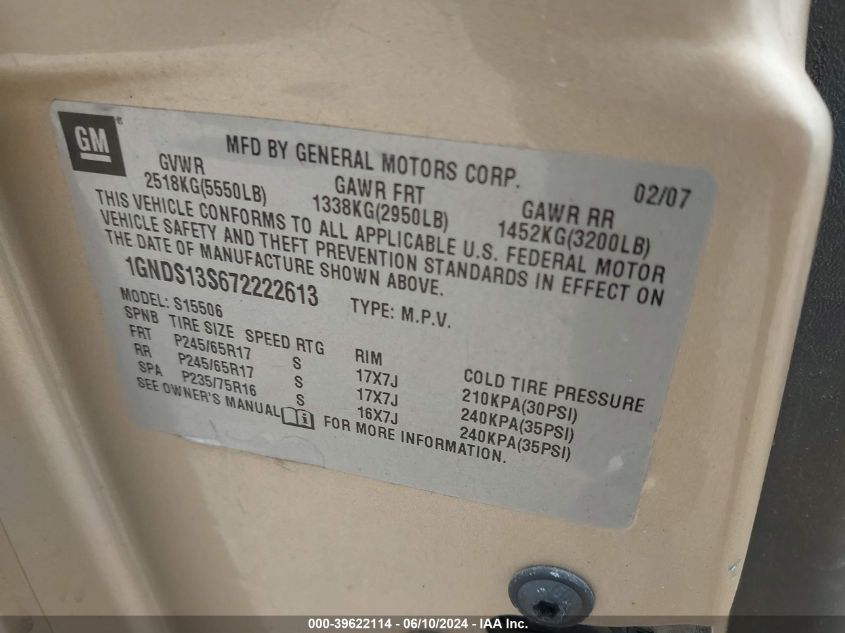 GM
MFD BY GENERAL MOTORS CORP. 02/07
GVWR GAWR FRT GAWR RR
2518KG(5550LB) 1338KG(2950LB) 1452KG(3200LB)
THIS VEHICLE CONFORMS TO ALL APPLICABLE U.S. FEDERAL MOTOR
VEHICLE SAFETY AND THEFT PREVENTION STANDARDS IN EFFECT ON
THE DATE OF MANUFACTURE SHOWN ABOVE.
1GNDS13S672222613 TYPE: M.P.V.
MODEL: S15506
SPNB TIRE SIZE SPEED RTG RIM COLD TIRE PRESSURE
FRT P245/65R17 S 17X7J 210KPA(30PSI)
RR P245/65R17 S 17X7J 240KPA(35PSI)
SPA P235/75R16 S 16X7J 240KPA(35PSI)
SEE OWNER'S MANUAL FOR MORE INFORMATION.
000-39622114 - 06/10/2024 - IAA Inc.